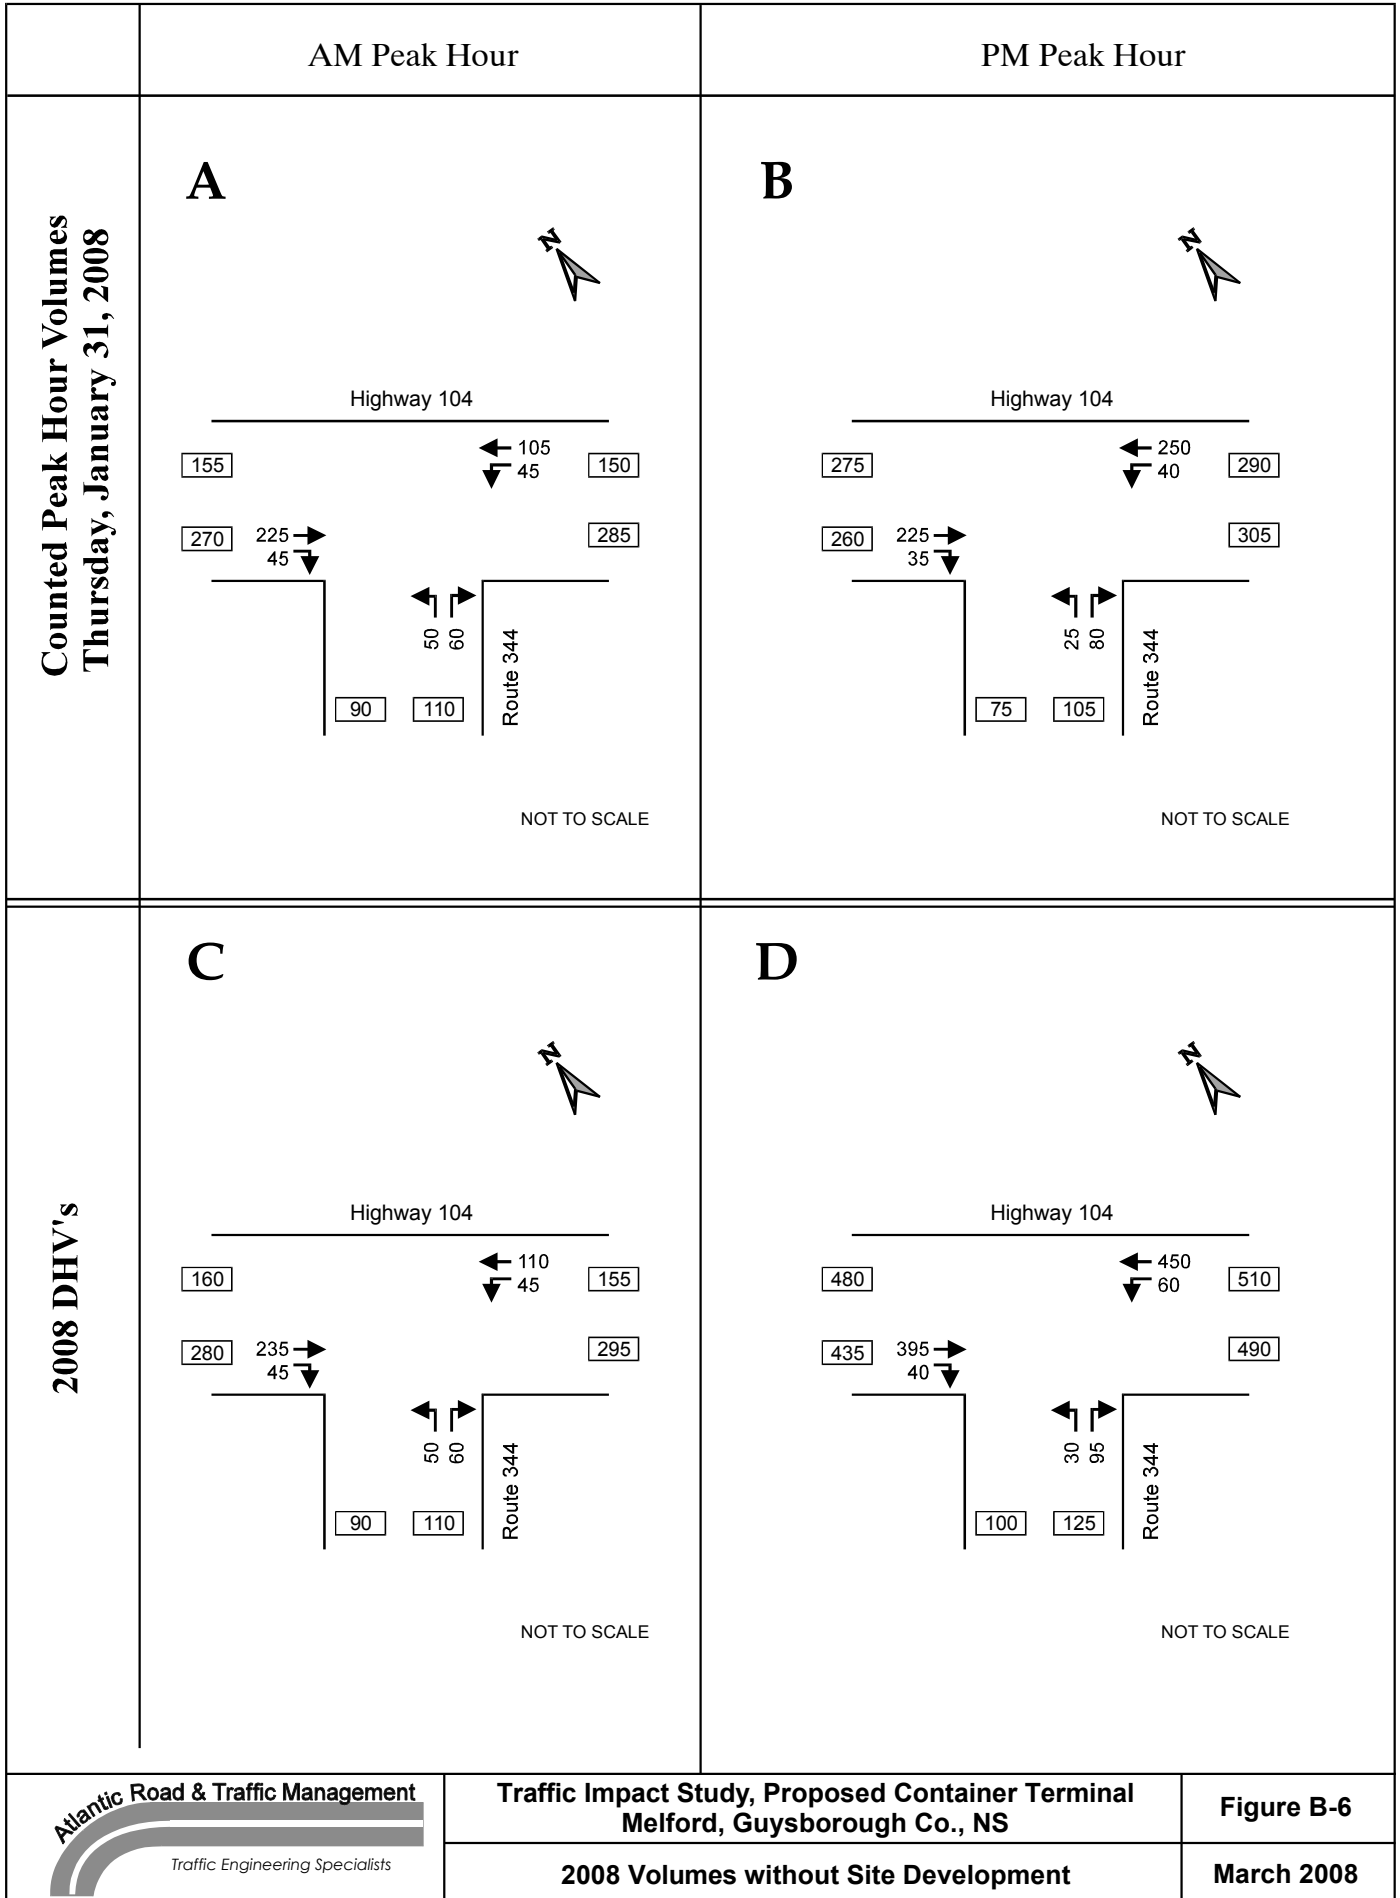 AM Peak Hour
PM Peak Hour
Counted Peak Hour Volumes
Thursday, January 31, 2008
A
N
Highway 104
155
105
45
150
270
225
45
285
50
60
Route 344
90
110
NOT TO SCALE
B
N
Highway 104
275
250
40
290
260
225
35
305
25
80
Route 344
75
105
NOT TO SCALE
2008 DHV's
C
N
Highway 104
160
110
45
155
280
235
45
295
50
60
Route 344
90
110
NOT TO SCALE
D
N
Highway 104
480
450
60
510
435
395
40
490
30
95
Route 344
100
125
NOT TO SCALE
Atlantic Road & Traffic Management
Traffic Engineering Specialists
Traffic Impact Study, Proposed Container Terminal
Melford, Guysborough Co., NS
Figure B-6
2008 Volumes without Site Development
March 2008